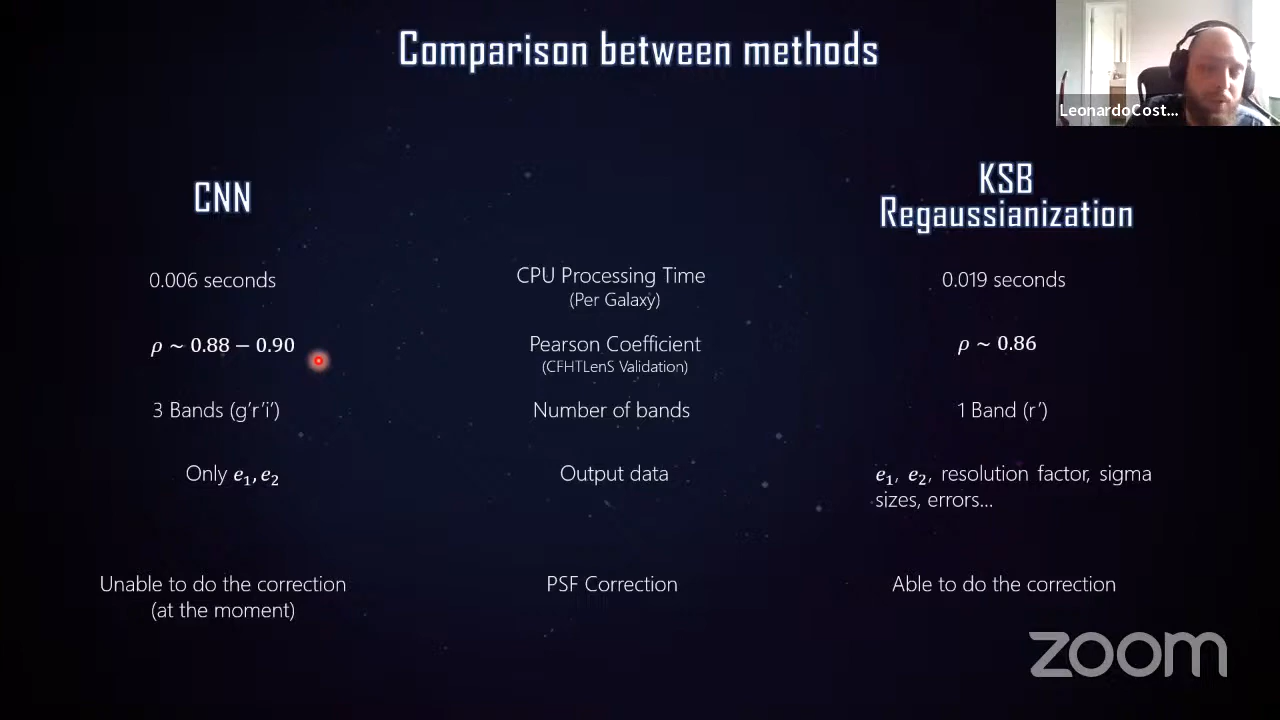 Comparison between methods
LeonardoCost...
CNN
KSB
Regaussianization
0.006 seconds
CPU Processing Time
(Per Galaxy)
0.019 seconds
ρ ~ 0.88 − 0.90
Pearson Coefficient
(CFHTLenS Validation)
ρ ~ 0.86
3 Bands (g'r'i')
Number of bands
1 Band (r')
Only e₁, e₂
Output data
e₁, e₂, resolution factor, sigma
sizes, errors...
Unable to do the correction
(at the moment)
PSF Correction
Able to do the correction
zoom